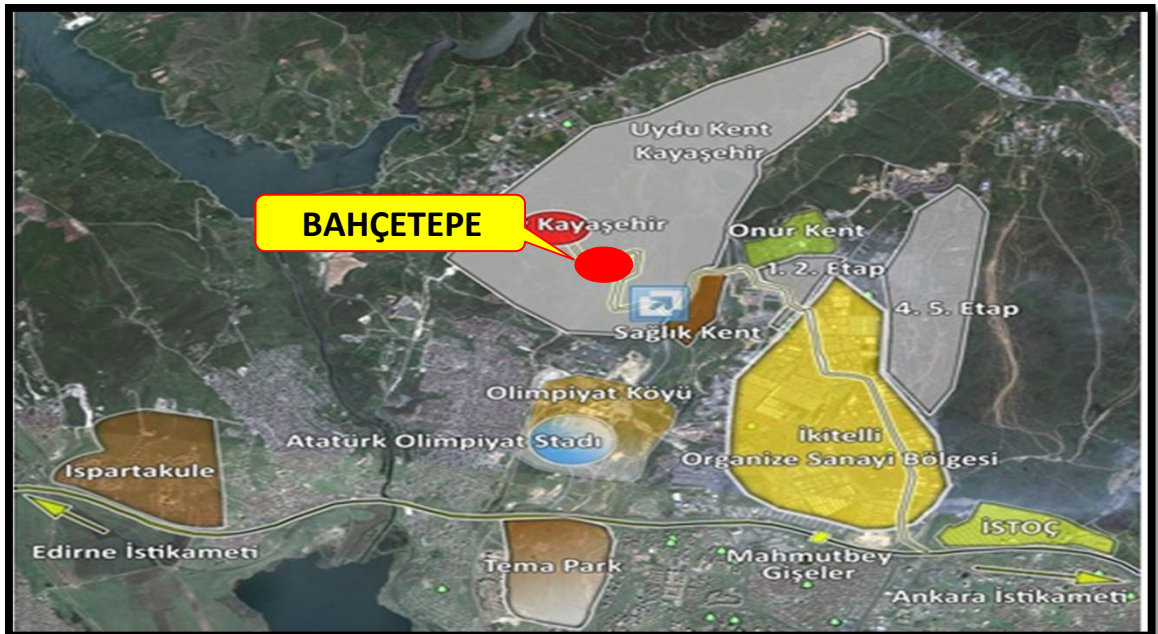 Uydu Kent
Kayaşehir
BAHÇETEPE
Kayaşehir
Onur Kent
1. 2. Etap
4. 5. Etap
Sağlık Kent
Olimpiyat Köyü
Atatürk Olimpiyat Stadı
İkitelli
Organize Sanayi Bölgesi
Ispartakule
İSTOÇ
Edirne İstikameti
Tema Park
Mahmutbey
Gişeler
Ankara İstikameti